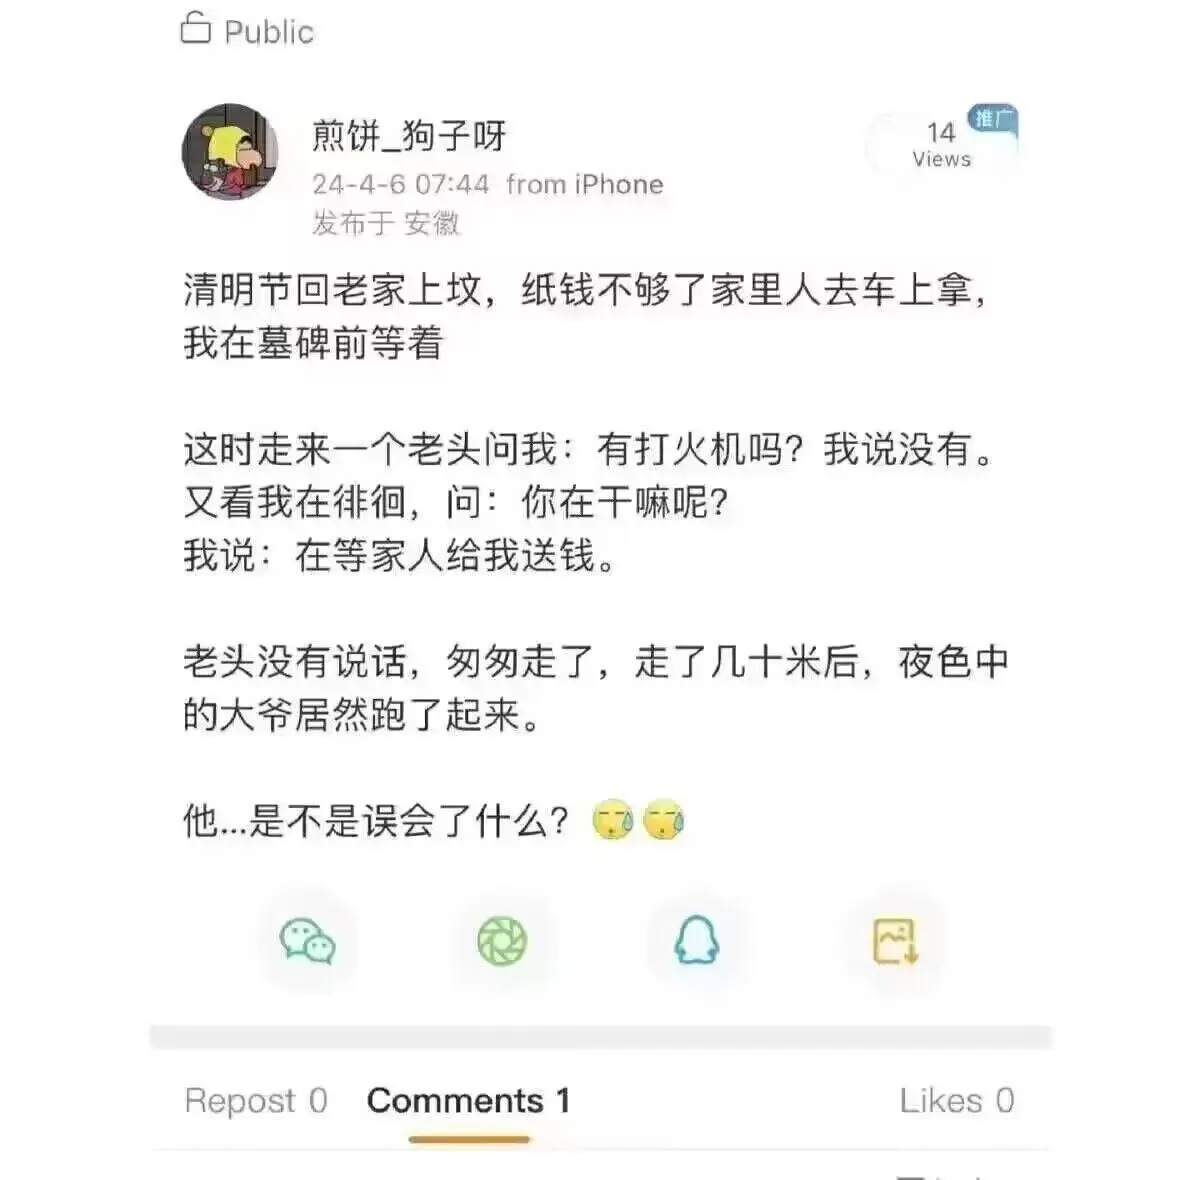 Public
煎饼_狗子呀
24-4-6 07:44 from iPhone
发布于 安徽
14
Views
推广
清明节回老家上坟，纸钱不够了家里人去车上拿，
我在墓碑前等着
这时走来一个老头问我：有打火机吗？我说没有。
又看我在徘徊，问：你在干嘛呢？
我说：在等家人给我送钱。
老头没有说话，匆匆走了，走了几十米后，夜色中
的大爷居然跑了起来。
他...是不是误会了什么？
Repost 0
Comments 1
Likes 0